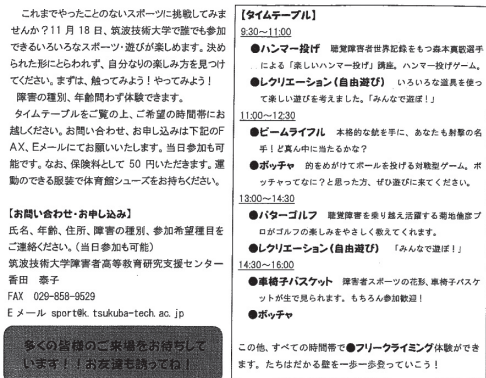 これまでやったことのないスポーツに挑戦してみま
せんか?11月18日、筑波技術大学で誰でも参加
できるいろいろなスポーツ・遊びが楽しめます。決め
られた形にとらわれず、自分なりの楽しみ方を見つけ
てください。まずは、触ってみよう!やってみよう!
障害の種別、年齢問わず体験できます。
タイムテーブルをご覧の上、ご希望の時間帯にお
越しください。お問い合わせ、お申し込みは下記のF
AX、Eメールにてお願いいたします。当日参加も可
能です。なお、保険料として50円いただきます。運
動のできる服装で体育館シューズをお持ちください。
【お問い合わせ・お申し込み】
氏名、年齢、住所、障害の種別、参加希望種目を
ご連絡ください。(当日参加も可能)
筑波技術大学障害者高等教育研究支援センター
香田 泰子
FAX 029-858-9529
Eメール sport@k.tsukuba-tech.ac.jp
多くの皆様のご来場をお待ちして
います!!お友達も誘ってね!
【タイムテーブル】
9:30~11:00
●ハンマー投げ 聴覚障害者世界記録をもつ森本真敏選手
による「楽しいハンマー投げ」講座。ハンマー投げゲーム。
●レクリエーション(自由遊び) いろいろな道具を使っ
て楽しい遊びを考えました。「みんなで遊ぼ!」
11:00~12:30
●ビームライフル 本格的な銃を手に、あなたも射撃の名
手!ど真ん中に当たるかな?
●ボッチャ 的をめがけてボールを投げる対戦型ゲーム。ボ
ッチャってなに?と思った方、ぜひ遊びに来てください。
13:00~14:30
●パターゴルフ 聴覚障害を乗り越え活躍する菊地倫彦プ
ロがゴルフの楽しみをやさしく教えてくれます。
●レクリエーション(自由遊び) 「みんなで遊ぼ!」
14:30~16:00
●車椅子バスケット 障害者スポーツの花形、車椅子バスケ
ットが生で見られます。もちろん参加歓迎!
●ボッチャ
この他、すべての時間帯で●フリークライミング体験ができ
ます。たちはだかる壁を一歩一歩登っていこう!